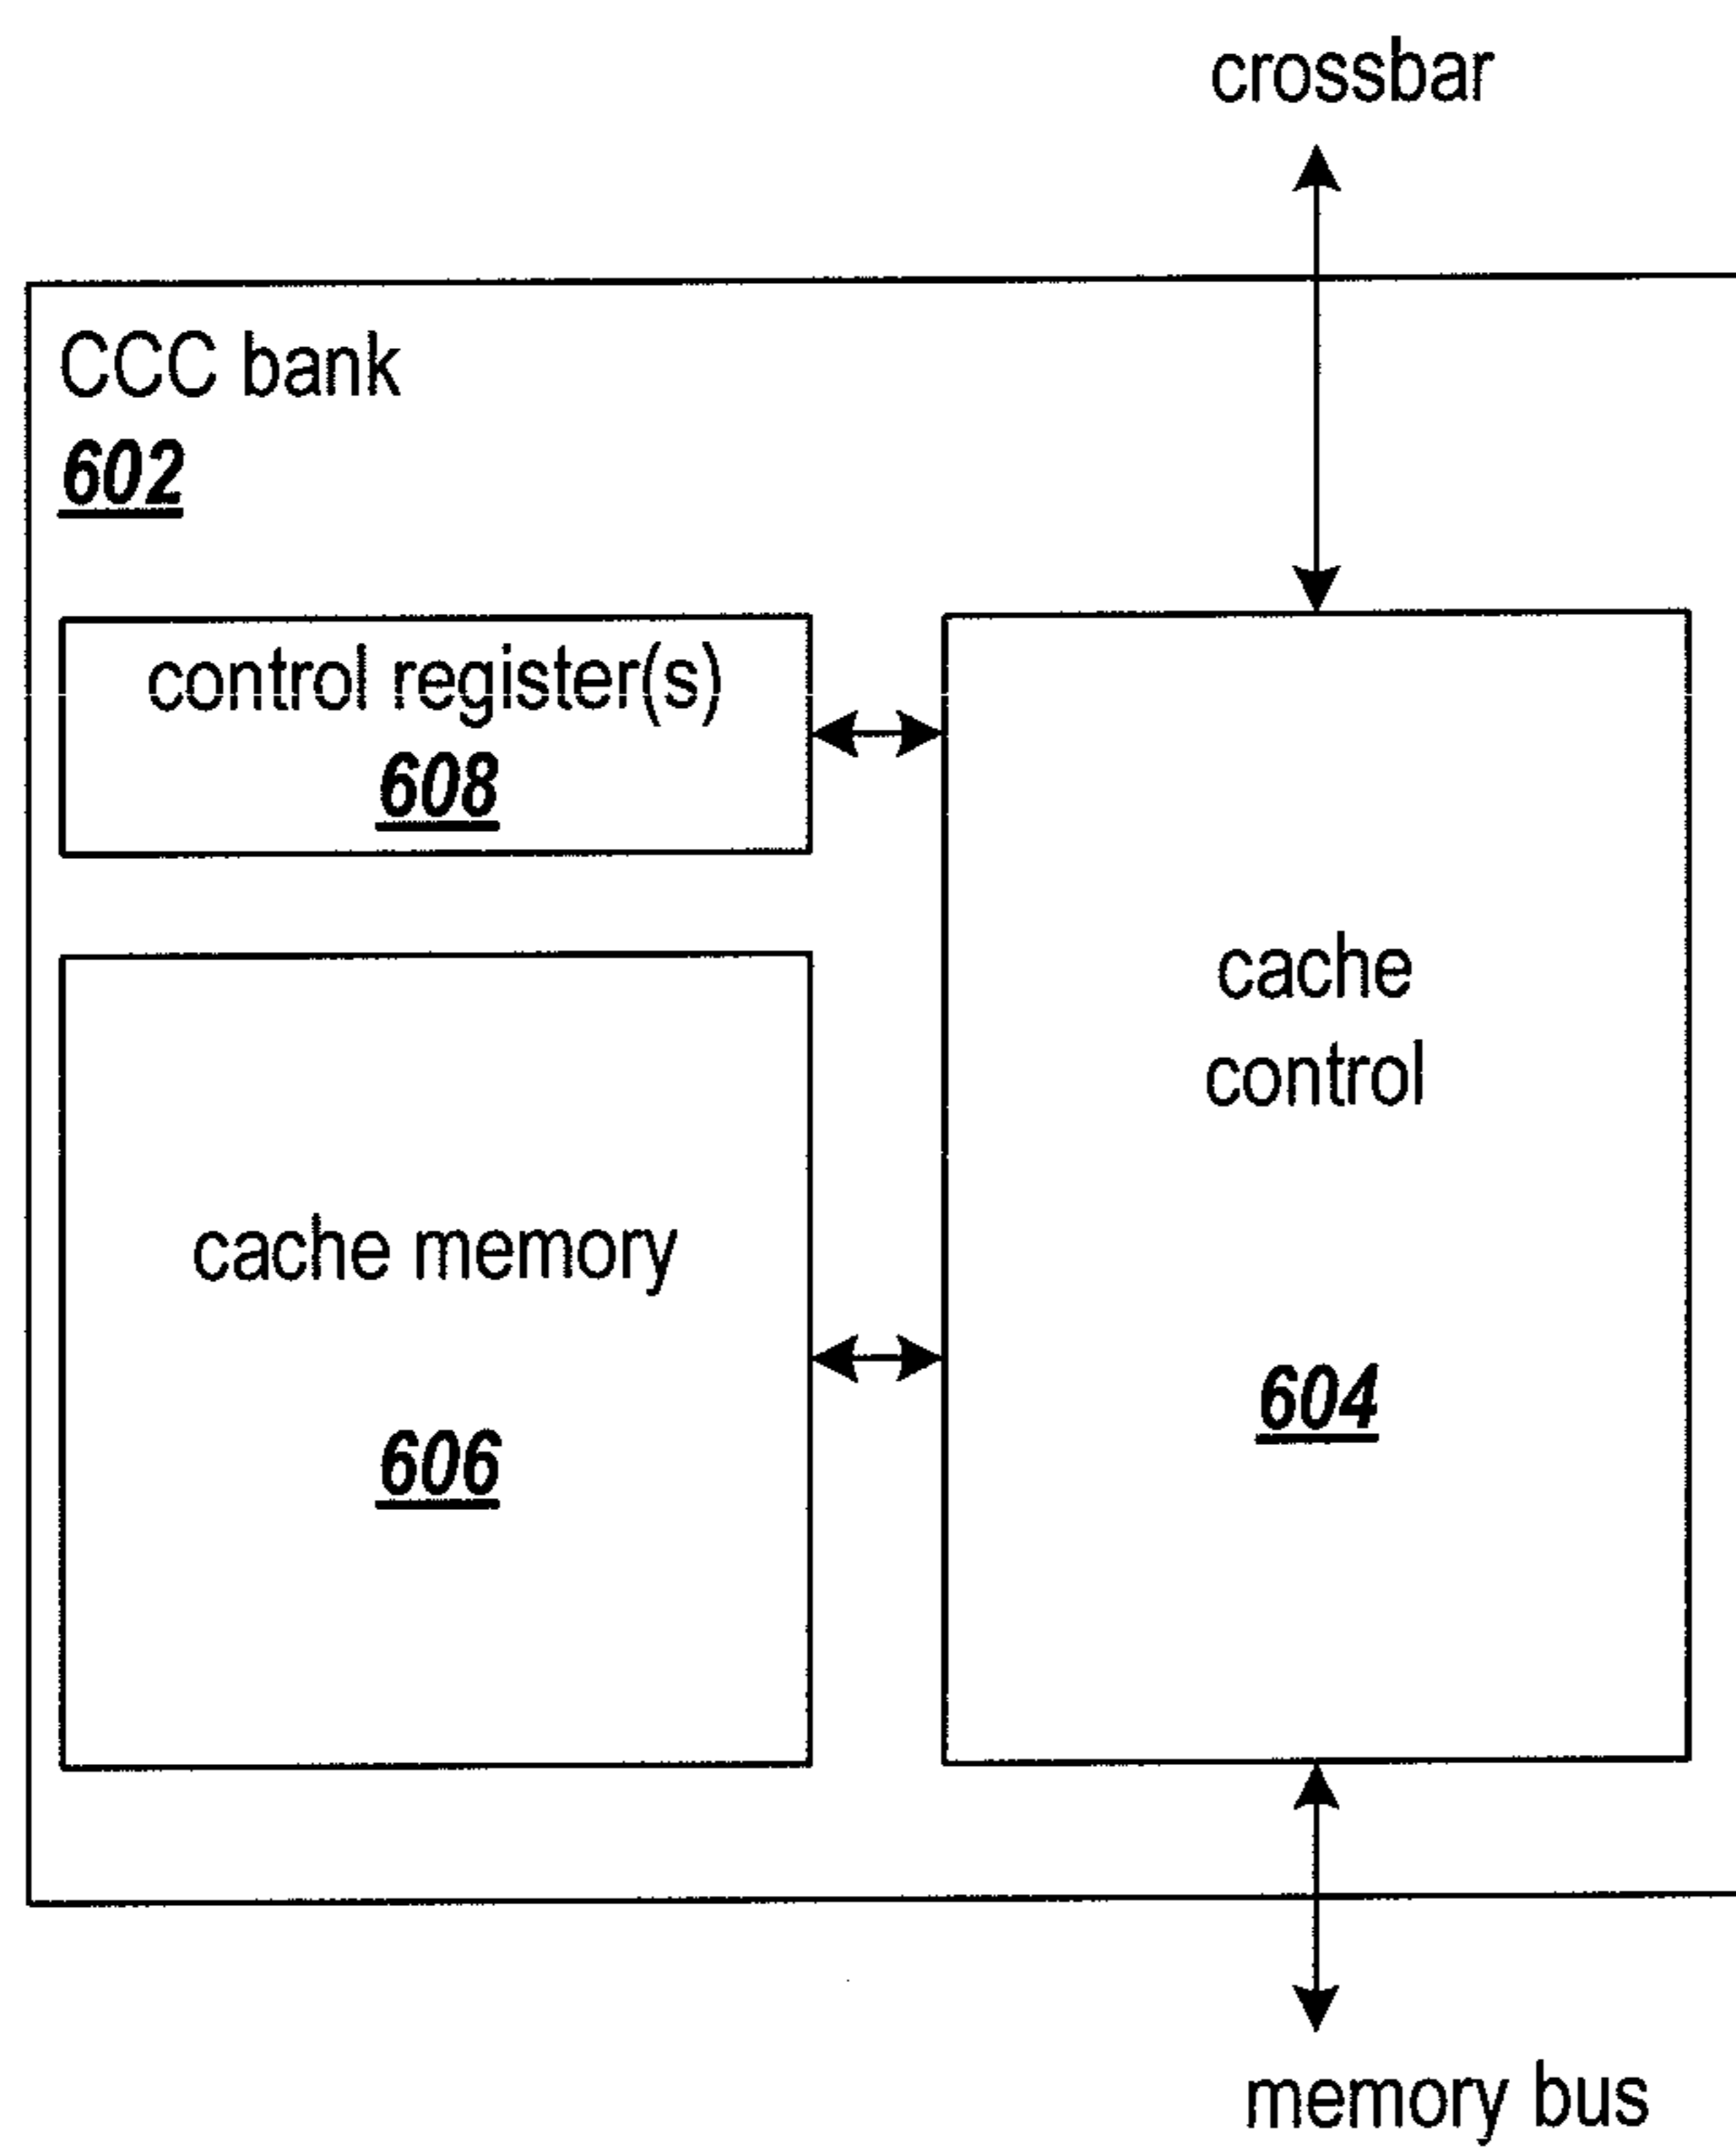 crossbar
CCC bank
602
control register(s)
608
cache
control
604
cache memory
606
memory bus